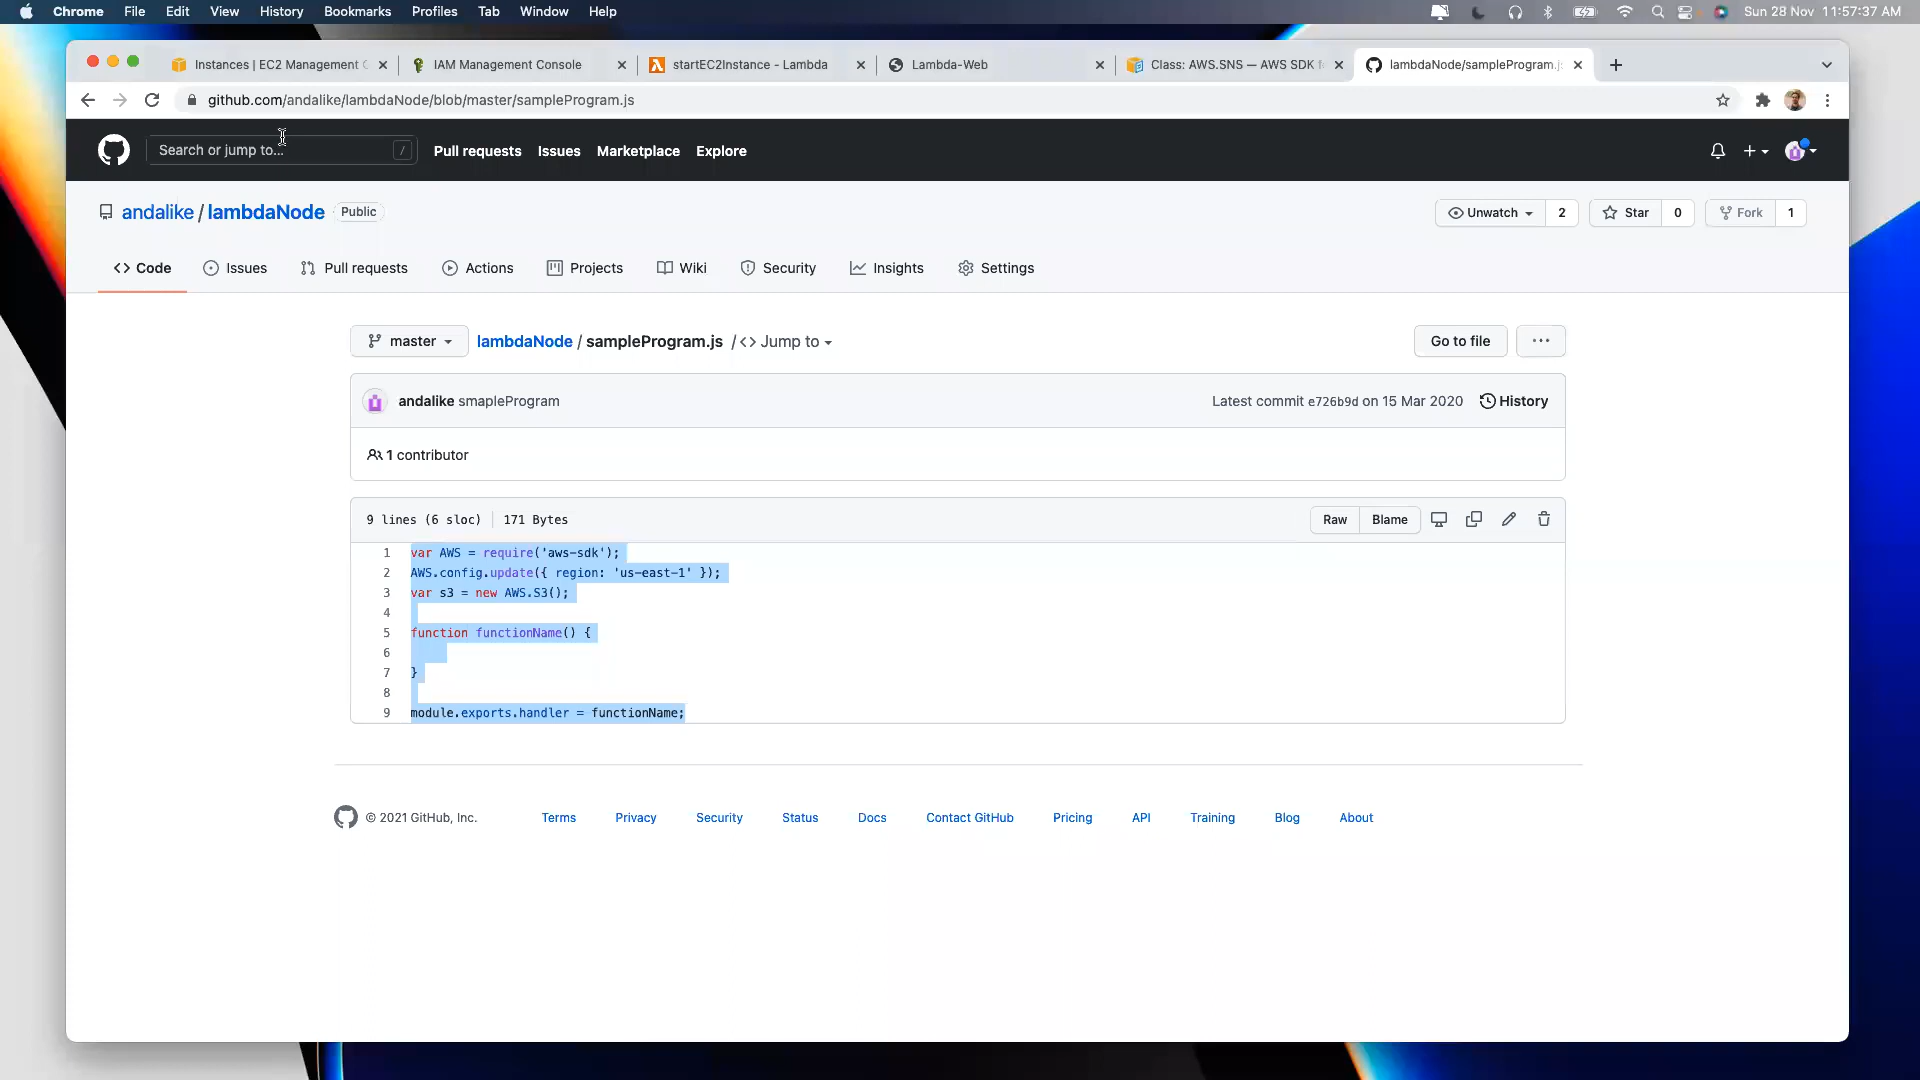 Chrome File Edit View History Bookmarks Profiles Tab Window Help Sun 28 Nov 11:57:37 AM
Instances | EC2 Management C IAM Management Console startEC2Instance - Lambda Lambda-Web Class: AWS.SNS — AWS SDK f lambdaNode/sampleProgram.js
github.com/andalike/lambdaNode/blob/master/sampleProgram.js
Search or jump to... / Pull requests Issues Marketplace Explore
andalike / lambdaNode Public Unwatch 2 Star 0 Fork 1
<> Code Issues Pull requests Actions Projects Wiki Security Insights Settings
master lambdaNode / sampleProgram.js / <> Jump to Go to file ...
andalike smapleProgram Latest commit e726b9d on 15 Mar 2020 History
1 contributor
9 lines (6 sloc) 171 Bytes Raw Blame
1 var AWS = require('aws-sdk');
2 AWS.config.update({ region: 'us-east-1' });
3 var s3 = new AWS.S3();
4
5 function functionName() {
6
7 }
8
9 module.exports.handler = functionName;
© 2021 GitHub, Inc. Terms Privacy Security Status Docs Contact GitHub Pricing API Training Blog About